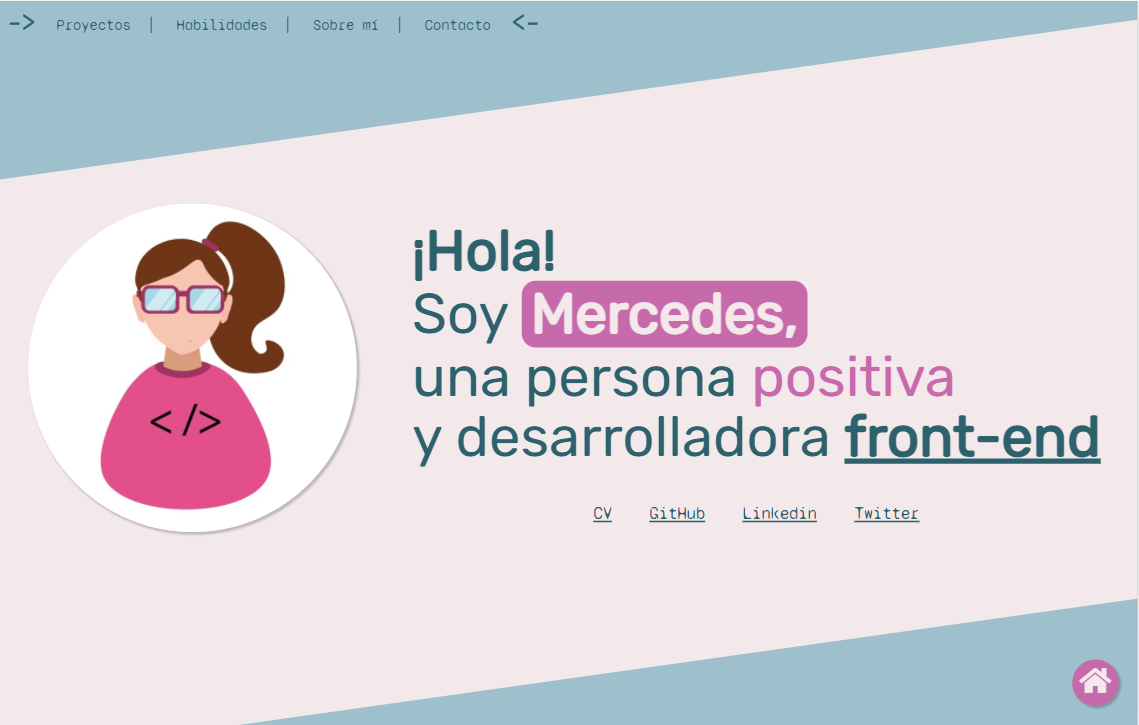 -> Proyectos | Habilidades | Sobre mí | Contacto <-
¡Hola!
Soy Mercedes,
una persona positiva
y desarrolladora front-end
</>
CV GitHub Linkedin Twitter